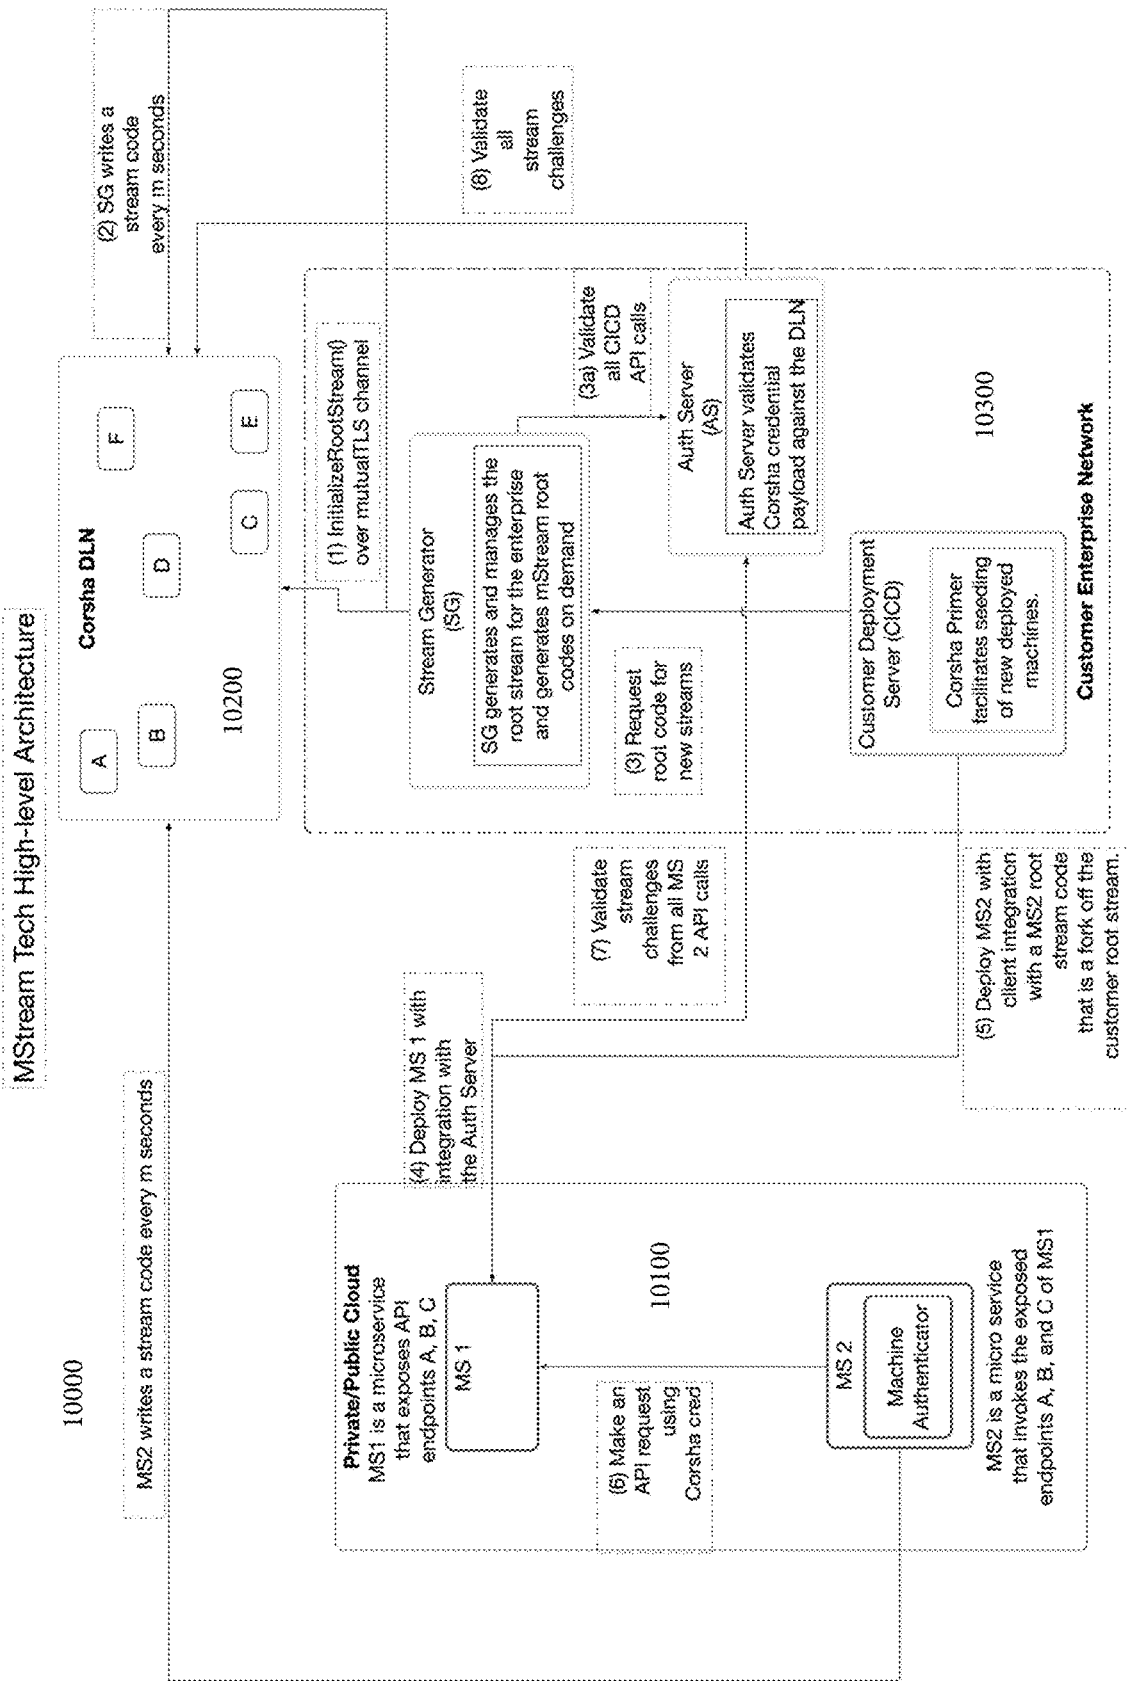 MStream Tech High-level Architecture
10000
MS2 writes a stream code every m seconds
Corsha DLN
A
B
D
F
C
E
10200
(2) SG writes a
stream code
every m seconds
Private/Public Cloud
MS1 is a microservice
that exposes API
endpoints A, B, C
MS 1
10100
(6) Make an
API request
using
Corsha cred
MS 2
Machine
Authenticator
MS2 is a micro service
that invokes the exposed
endpoints A, B, and C of MS1
(4) Deploy MS 1 with
integration with
the Auth Server
(7) Validate
stream
challenges
from all MS
2 API calls
(5) Deploy MS2 with
client integration
with a MS2 root
stream code
that is a fork off the
customer root stream.
(1) InitializeRootStream()
over mutualTLS channel
Stream Generator
(SG)
SG generates and manages the
root stream for the enterprise
and generates mStream root
codes on demand
(3) Request
root code for
new streams
(3a) Validate
all CICD
API calls
(8) Validate
all
stream
challenges
Auth Server
(AS)
Auth Server validates
Corsha credential
payload against the DLN
Customer Deployment
Server (CICD)
Corsha Primer
facilitates seeding
of new deployed
machines.
10300
Customer Enterprise Network